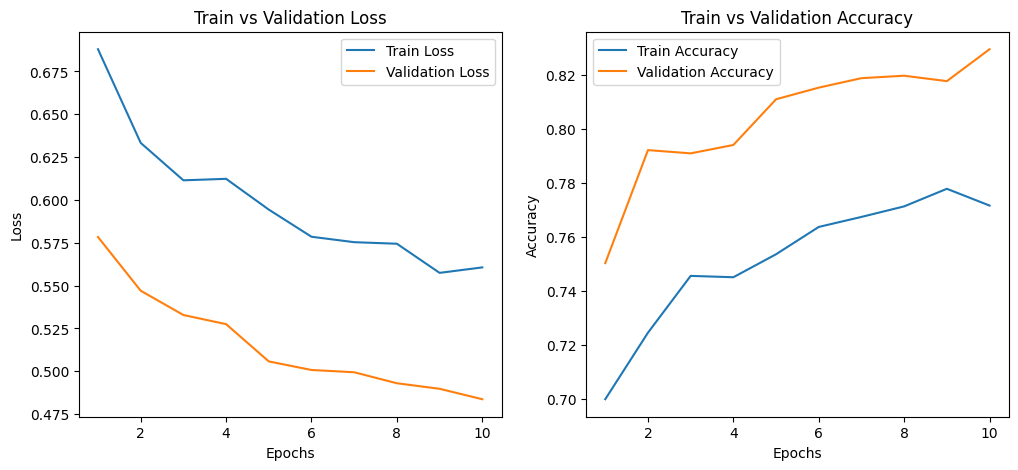 Train vs Validation Loss
Train Loss
Validation Loss
0.675
0.650
0.625
0.600
0.575
0.550
0.525
0.500
0.475
Loss
2 4 6 8 10
Epochs
Train vs Validation Accuracy
Train Accuracy
Validation Accuracy
0.82
0.80
0.78
0.76
0.74
0.72
0.70
Accuracy
2 4 6 8 10
Epochs